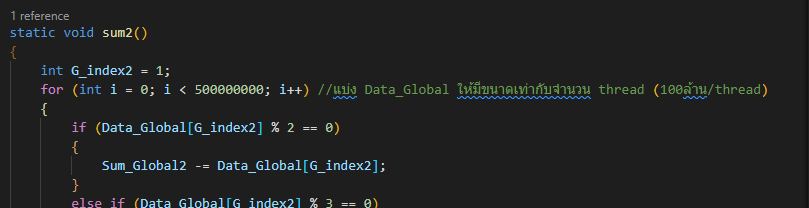 1 reference
static void sum2()
{
int G_index2 = 1;
for (int i = 0; i < 500000000; i++) //แบ่ง Data_Global ให้มีขนาดเท่ากับจำนวน thread (100ล้าน/thread)
{
if (Data_Global[G_index2] % 2 == 0)
{
Sum_Global2 -= Data_Global[G_index2];
}
else if (Data_Global[G_index2] % 3 == 0)